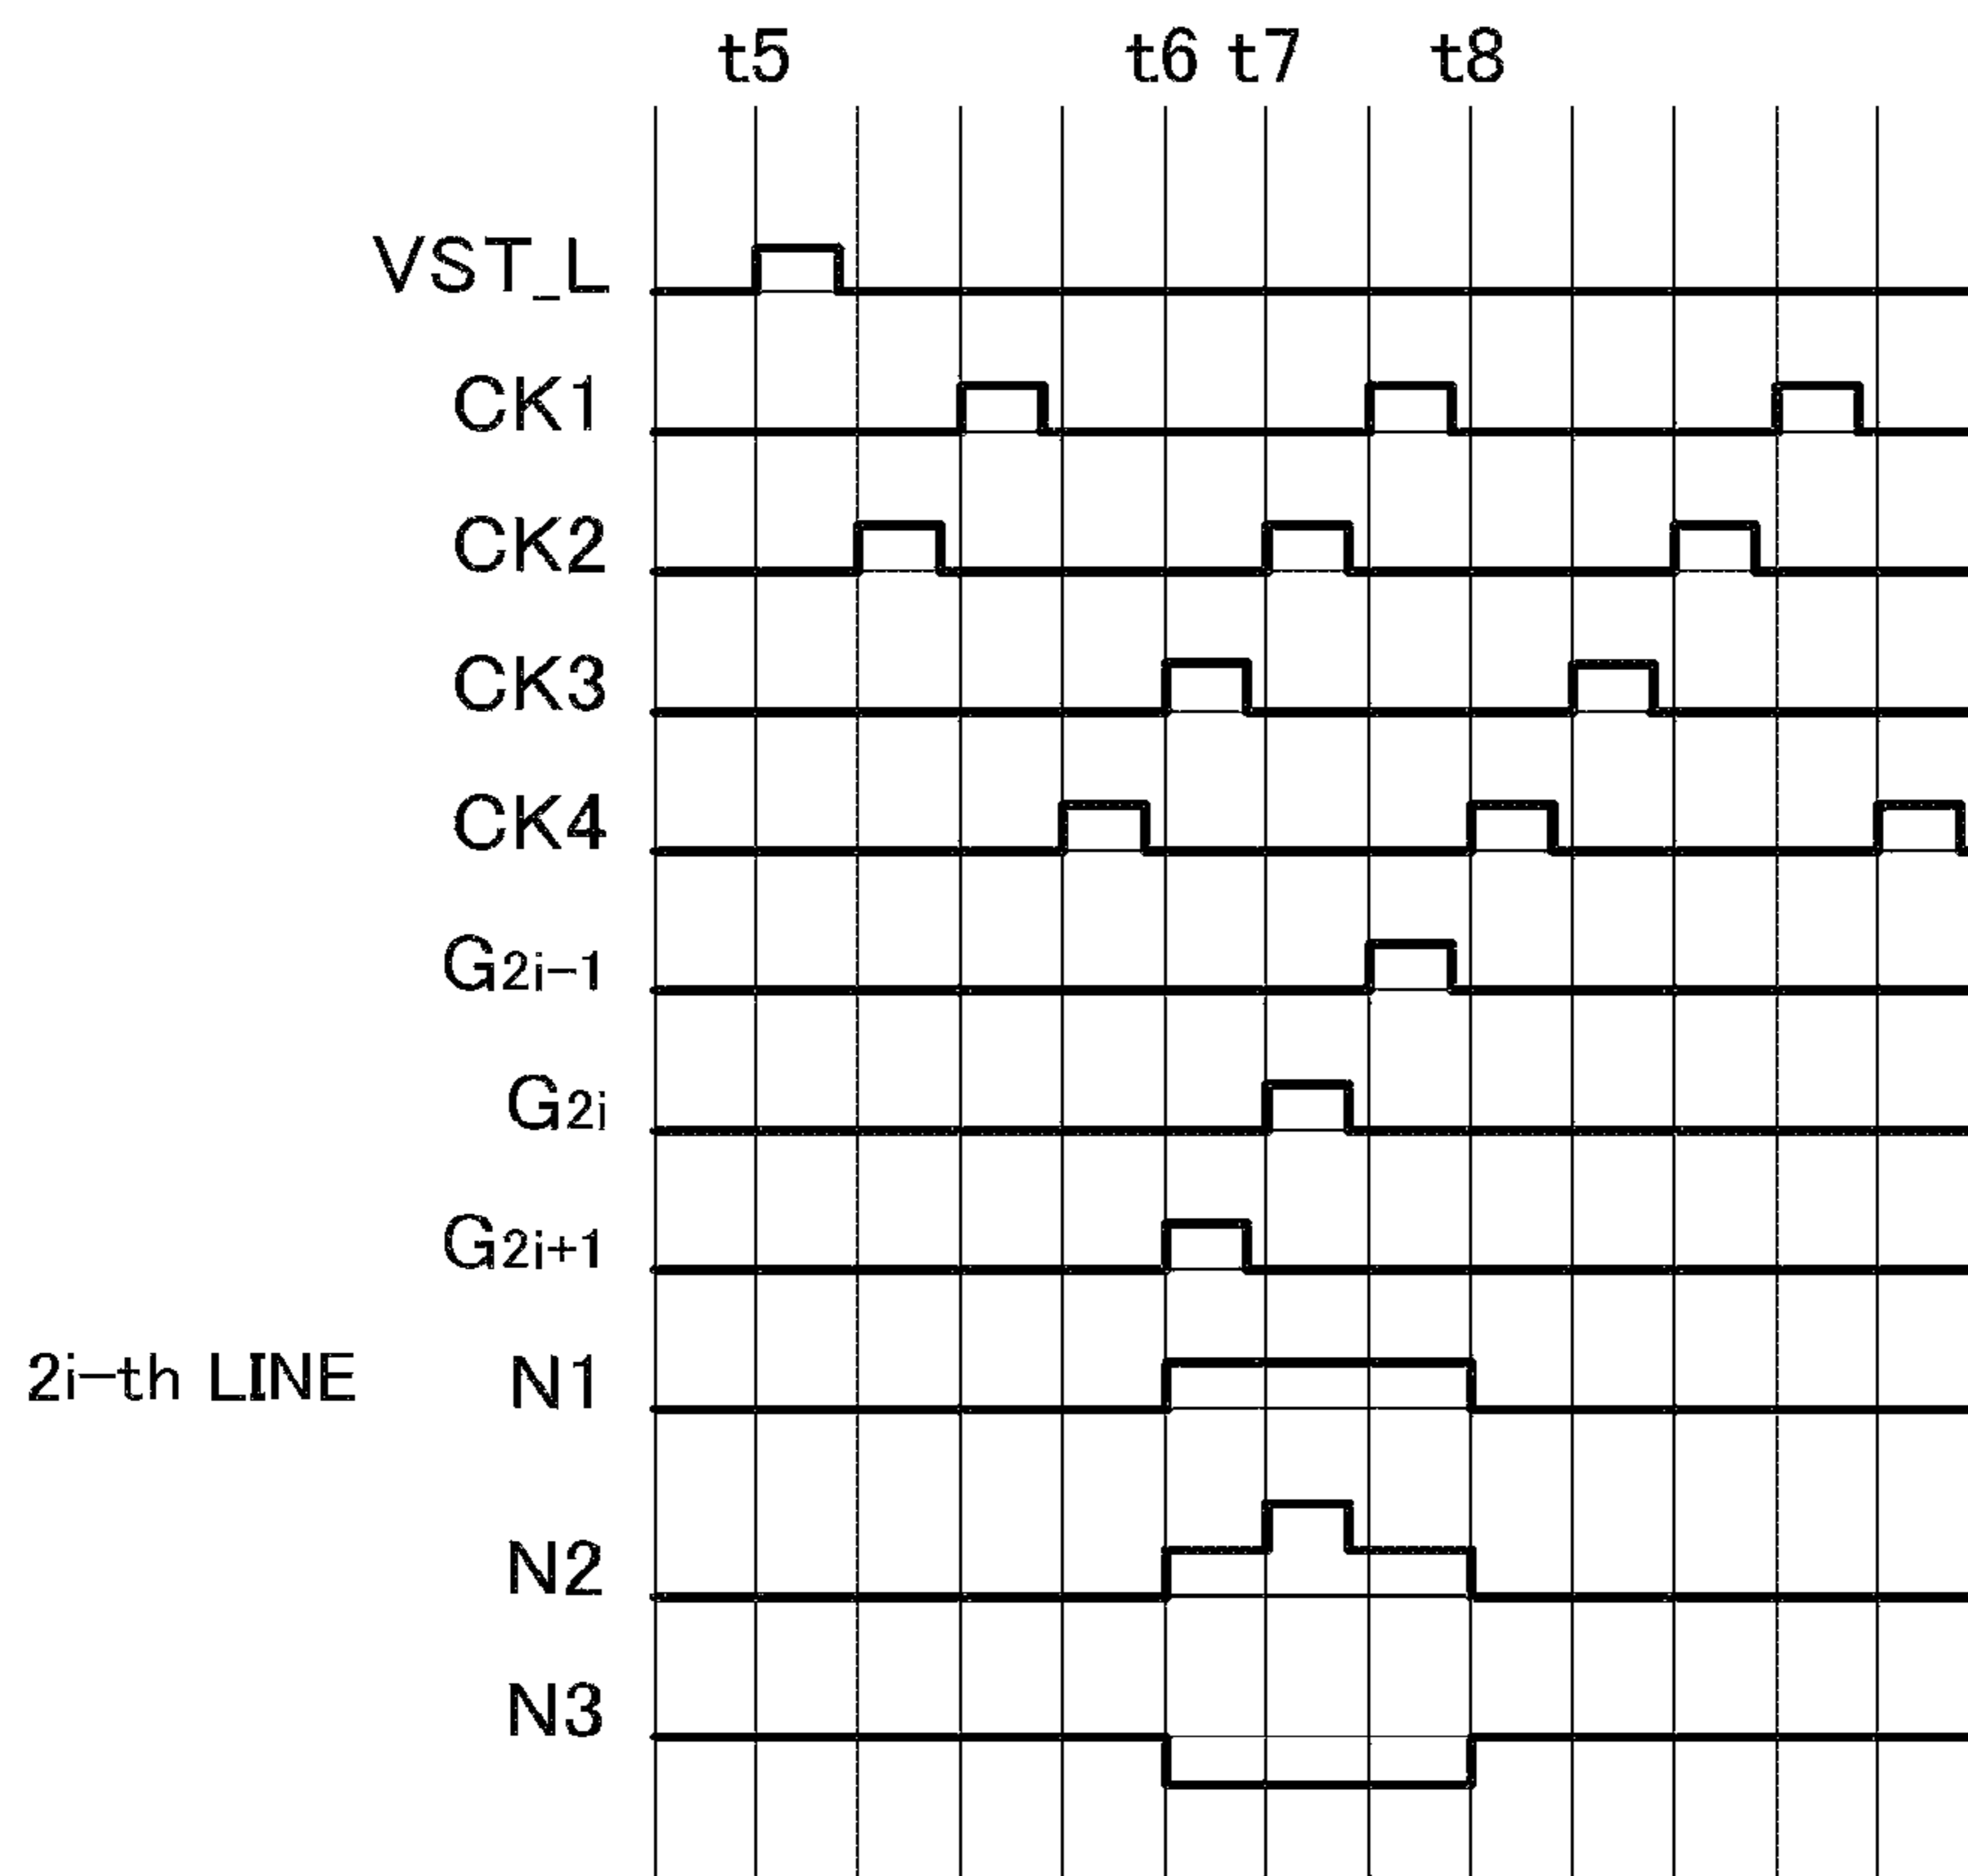 t5 t6 t7 t8
VST_L
CK1
CK2
CK3
CK4
G2i-1
G2i
G2i+1
2i-th LINE N1
N2
N3